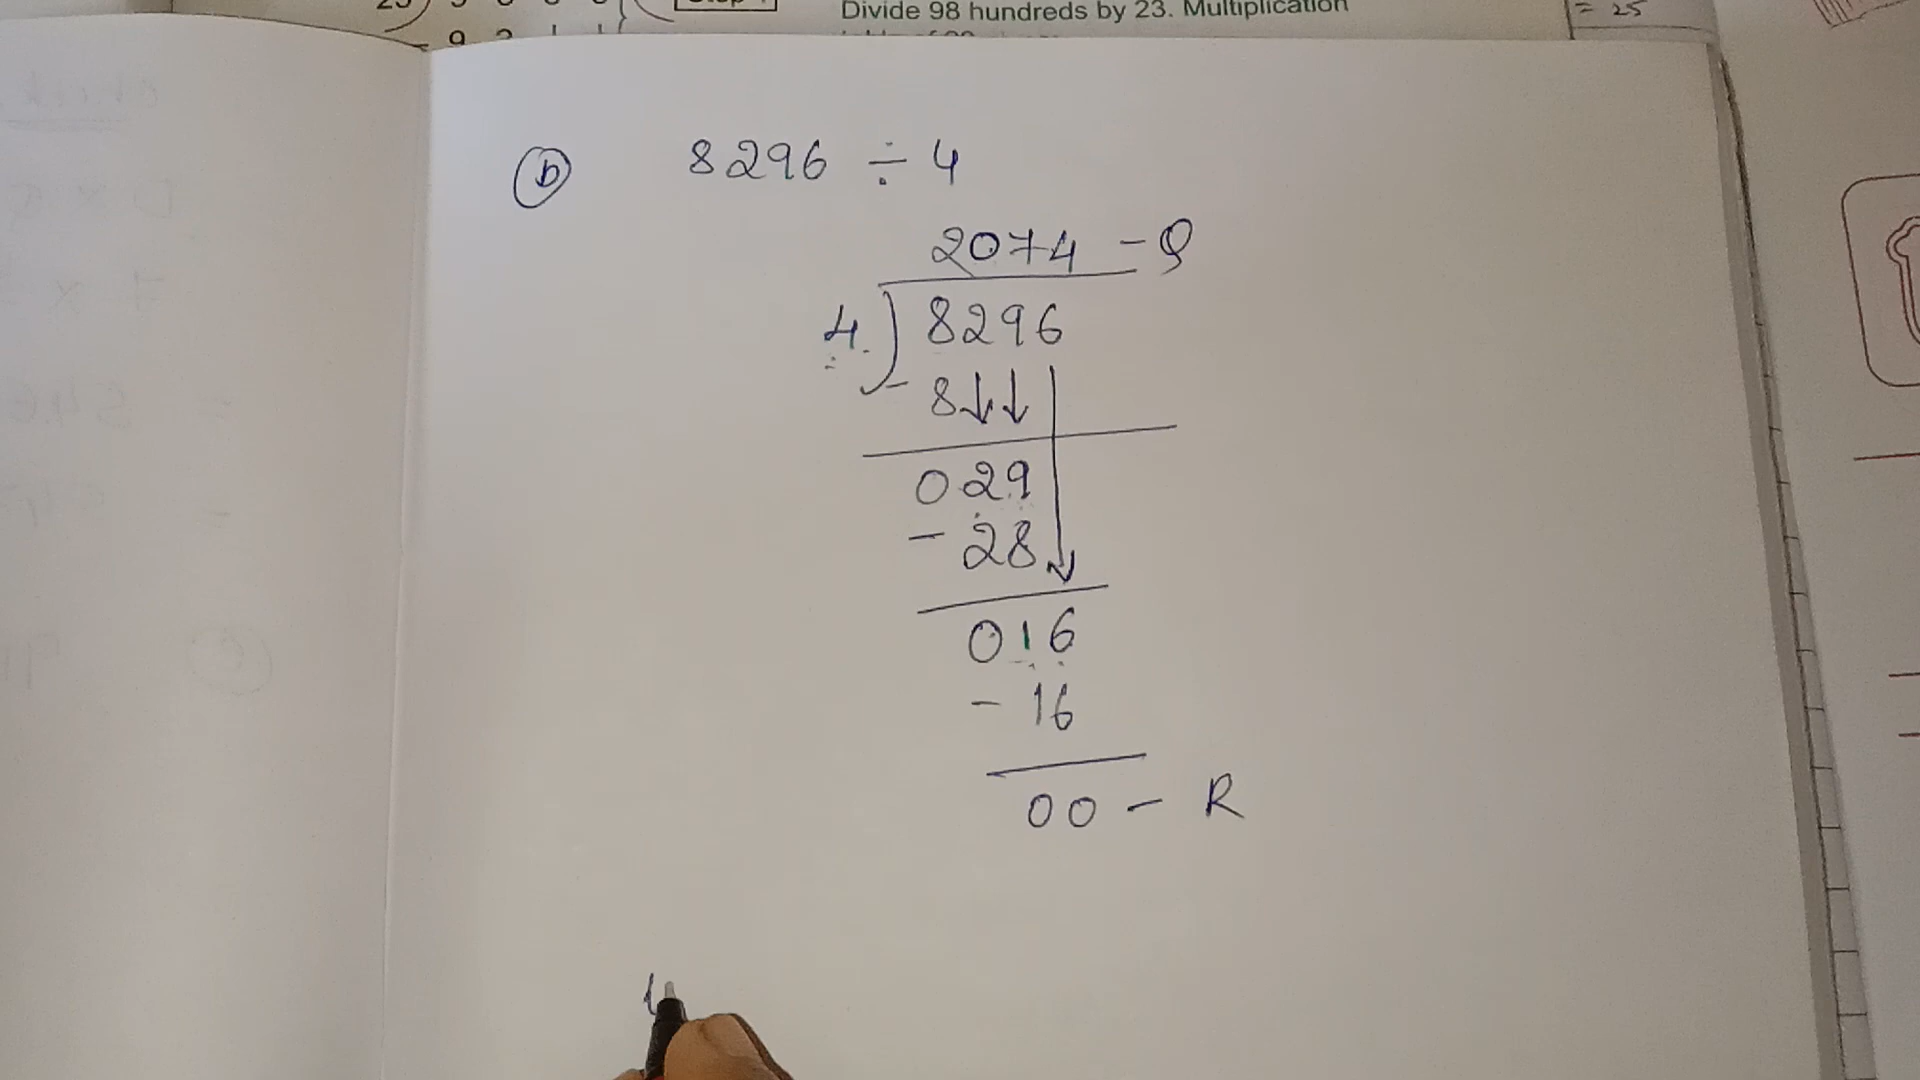 Divide 98 hundreds by 23. Multiplication
= 25
b 8296 ÷ 4
2074 - Q
4 ) 8296
- 8↓↓
029
- 28
016
- 16
00 - R